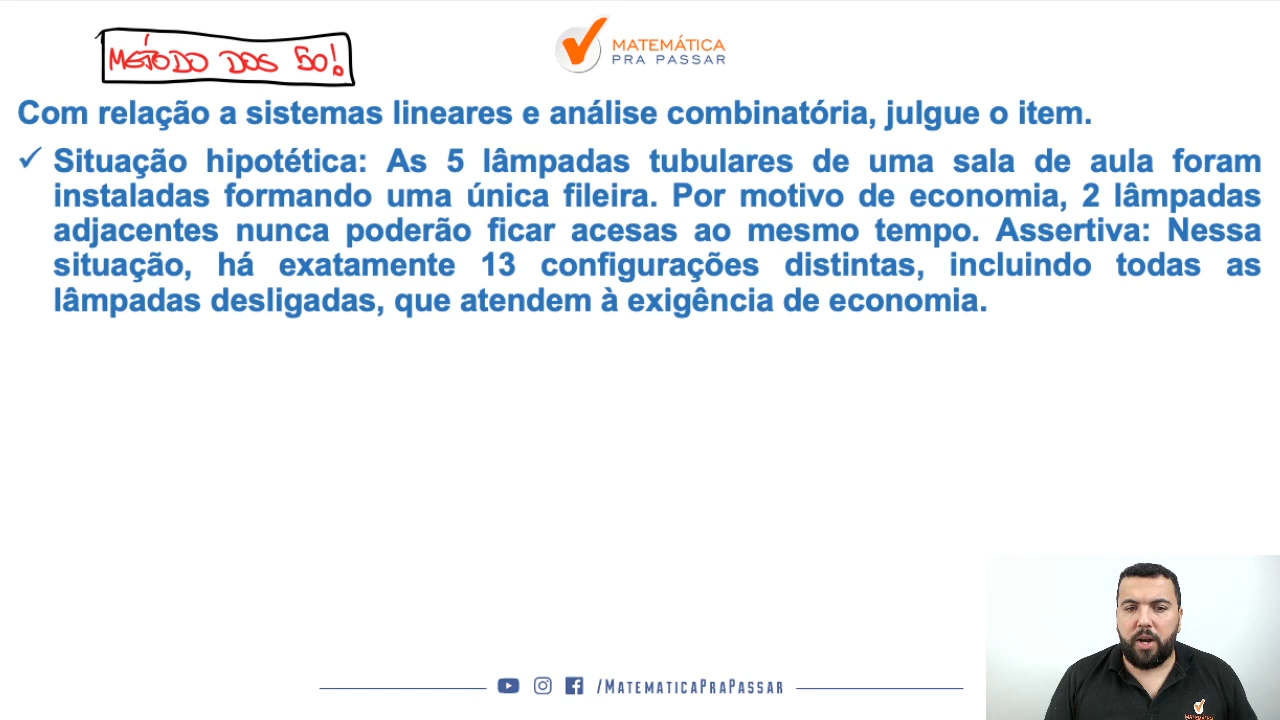 MÉTODO DOS 50!
MATEMÁTICA
PRA PASSAR
Com relação a sistemas lineares e análise combinatória, julgue o item.
✓ Situação hipotética: As 5 lâmpadas tubulares de uma sala de aula foram
instaladas formando uma única fileira. Por motivo de economia, 2 lâmpadas
adjacentes nunca poderão ficar acesas ao mesmo tempo. Assertiva: Nessa
situação, há exatamente 13 configurações distintas, incluindo todas as
lâmpadas desligadas, que atendem à exigência de economia.
/MATEMATICAPRAPASSAR